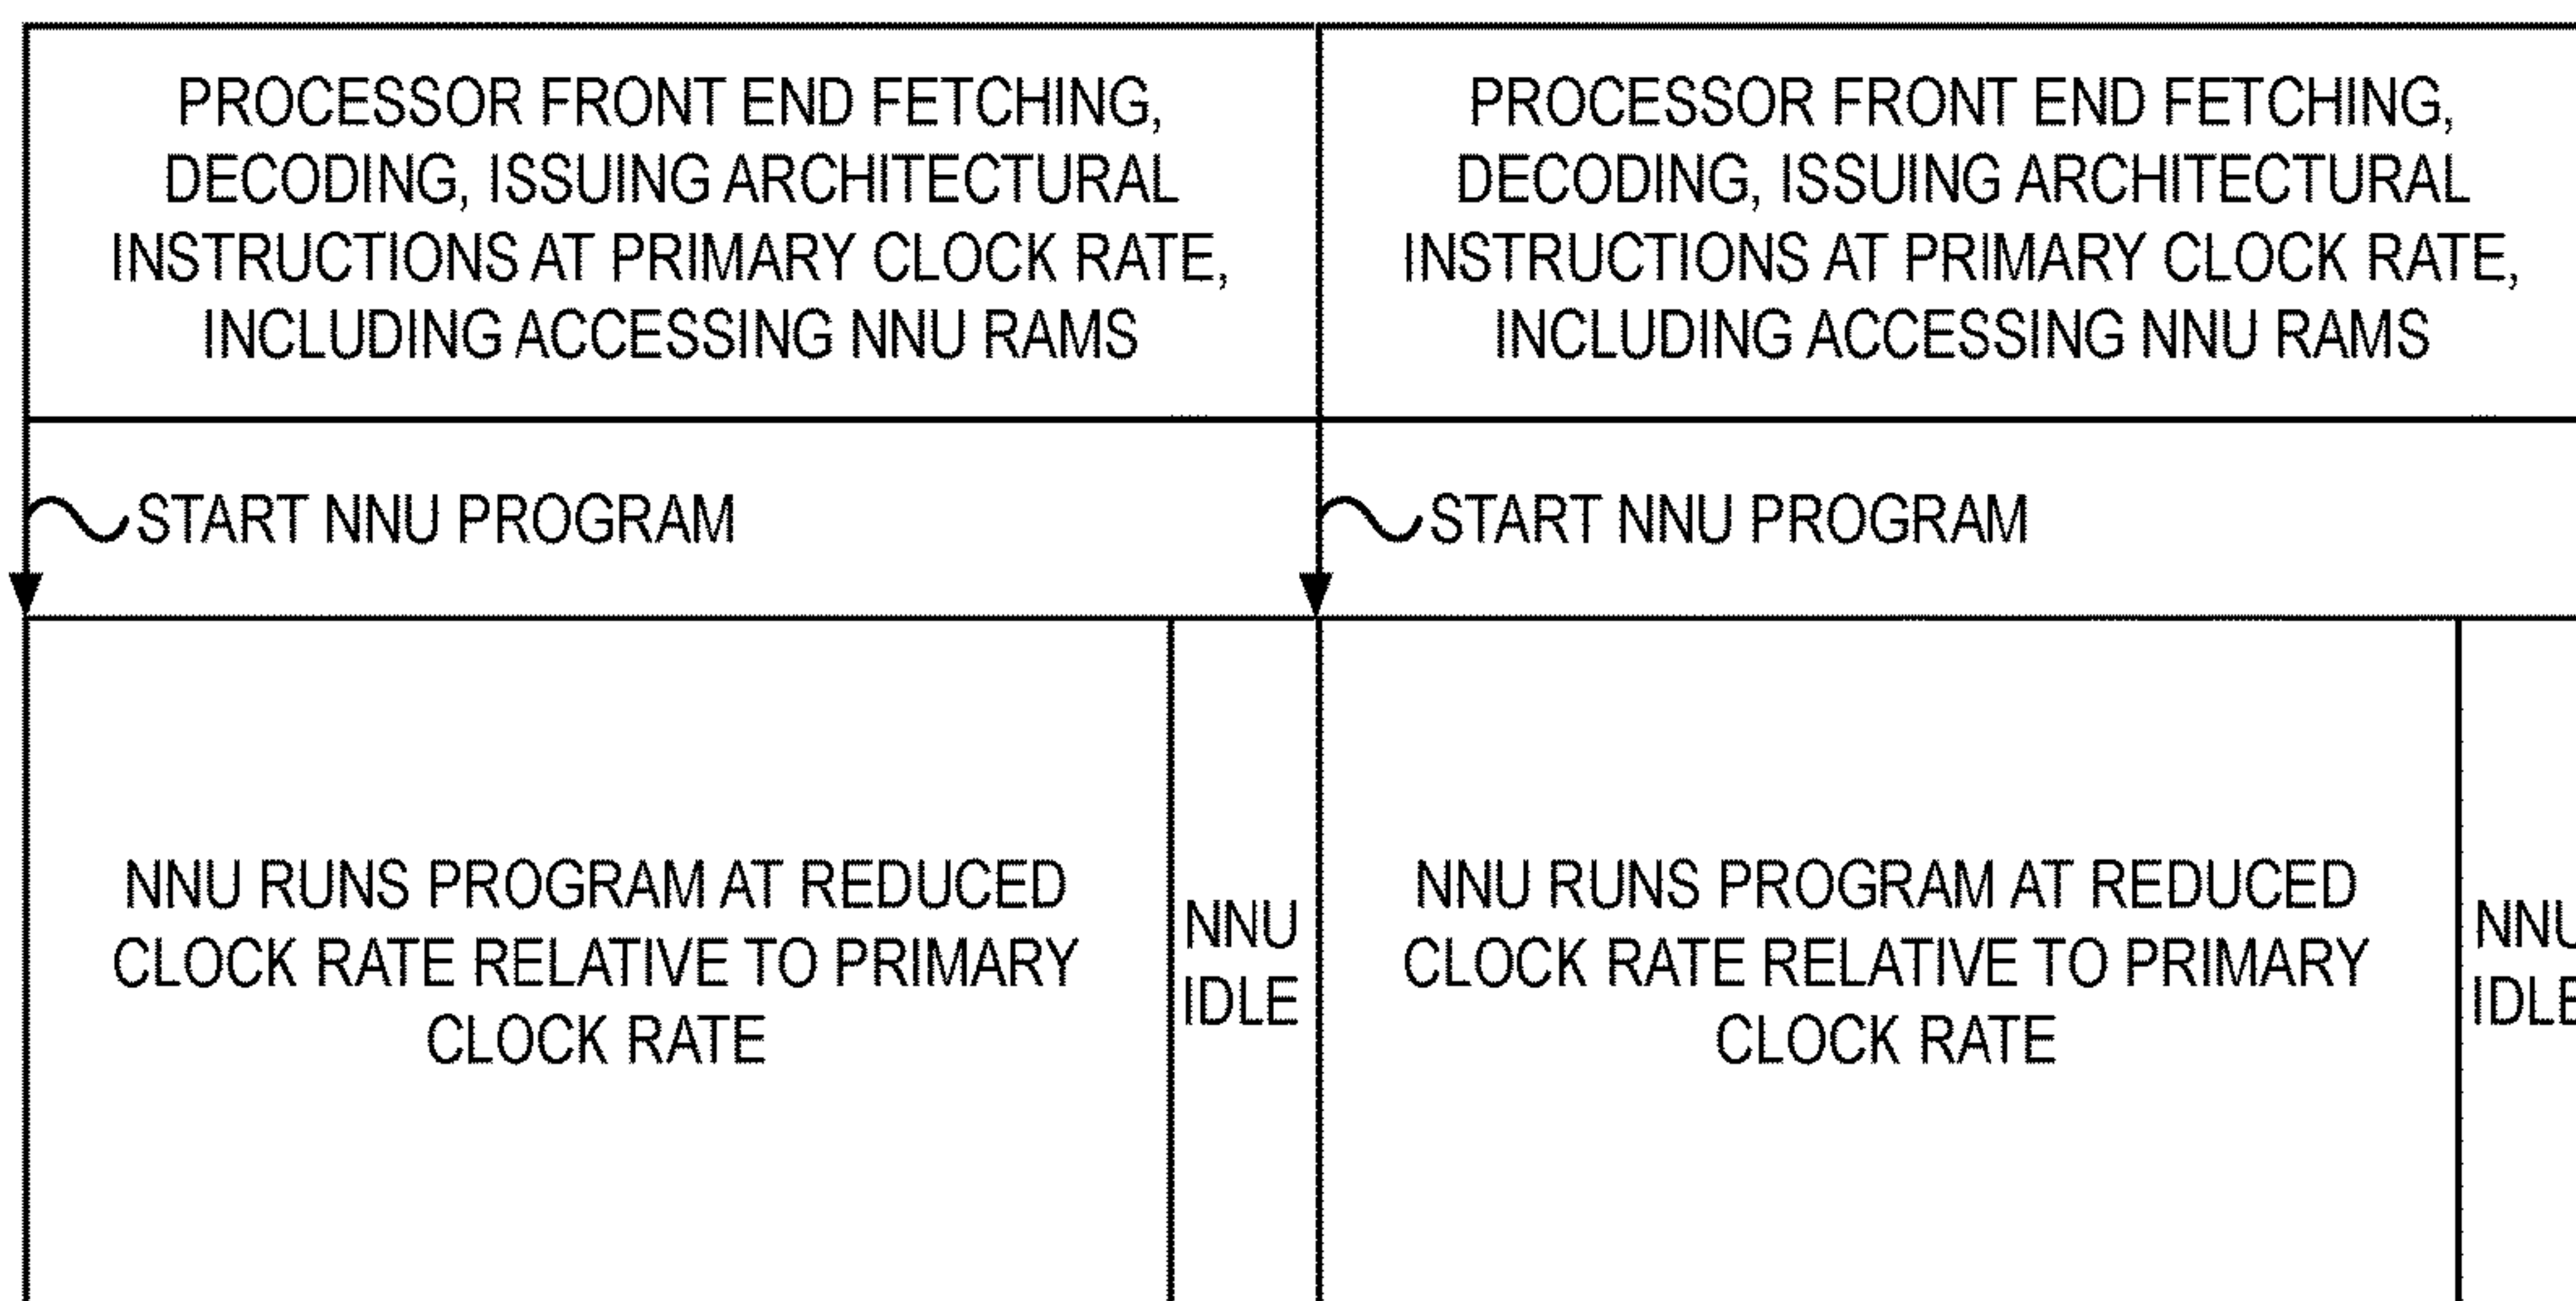 PROCESSOR FRONT END FETCHING,
DECODING, ISSUING ARCHITECTURAL
INSTRUCTIONS AT PRIMARY CLOCK RATE,
INCLUDING ACCESSING NNU RAMS
PROCESSOR FRONT END FETCHING,
DECODING, ISSUING ARCHITECTURAL
INSTRUCTIONS AT PRIMARY CLOCK RATE,
INCLUDING ACCESSING NNU RAMS
START NNU PROGRAM
START NNU PROGRAM
NNU RUNS PROGRAM AT REDUCED
CLOCK RATE RELATIVE TO PRIMARY
CLOCK RATE
NNU
IDLE
NNU RUNS PROGRAM AT REDUCED
CLOCK RATE RELATIVE TO PRIMARY
CLOCK RATE
NNU
IDLE